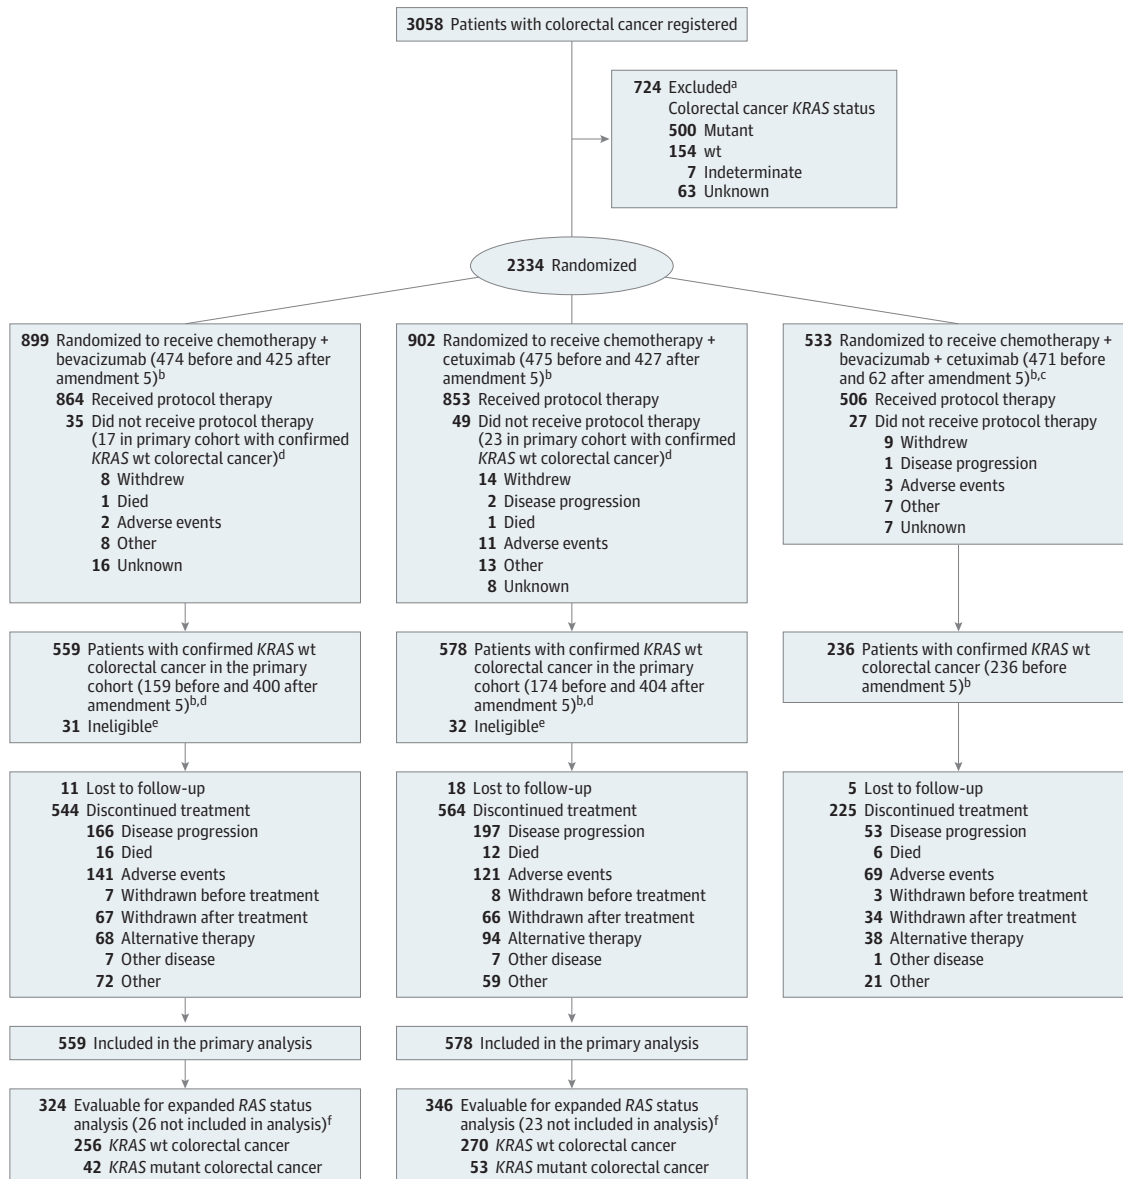 3058 Patients with colorectal cancer registered
724 Excludedᵃ
Colorectal cancer KRAS status
500 Mutant
154 wt
7 Indeterminate
63 Unknown
2334 Randomized
899 Randomized to receive chemotherapy +
bevacizumab (474 before and 425 after
amendment 5)ᵇ
864 Received protocol therapy
35 Did not receive protocol therapy
(17 in primary cohort with confirmed
KRAS wt colorectal cancer)ᵈ
8 Withdrew
1 Died
2 Adverse events
8 Other
16 Unknown
902 Randomized to receive chemotherapy +
cetuximab (475 before and 427 after
amendment 5)ᵇ
853 Received protocol therapy
49 Did not receive protocol therapy
(23 in primary cohort with confirmed
KRAS wt colorectal cancer)ᵈ
14 Withdrew
2 Disease progression
1 Died
11 Adverse events
13 Other
8 Unknown
533 Randomized to receive chemotherapy +
bevacizumab + cetuximab (471 before
and 62 after amendment 5)ᵇ,ᶜ
506 Received protocol therapy
27 Did not receive protocol therapy
9 Withdrew
1 Disease progression
3 Adverse events
7 Other
7 Unknown
559 Patients with confirmed KRAS wt
colorectal cancer in the primary
cohort (159 before and 400 after
amendment 5)ᵇ,ᵈ
31 Ineligibleᵉ
578 Patients with confirmed KRAS wt
colorectal cancer in the primary
cohort (174 before and 404 after
amendment 5)ᵇ,ᵈ
32 Ineligibleᵉ
236 Patients with confirmed KRAS wt
colorectal cancer (236 before
amendment 5)ᵇ
11 Lost to follow-up
544 Discontinued treatment
166 Disease progression
16 Died
141 Adverse events
7 Withdrawn before treatment
67 Withdrawn after treatment
68 Alternative therapy
7 Other disease
72 Other
18 Lost to follow-up
564 Discontinued treatment
197 Disease progression
12 Died
121 Adverse events
8 Withdrawn before treatment
66 Withdrawn after treatment
94 Alternative therapy
7 Other disease
59 Other
5 Lost to follow-up
225 Discontinued treatment
53 Disease progression
6 Died
69 Adverse events
3 Withdrawn before treatment
34 Withdrawn after treatment
38 Alternative therapy
1 Other disease
21 Other
559 Included in the primary analysis
578 Included in the primary analysis
324 Evaluable for expanded RAS status
analysis (26 not included in analysis)ᶠ
256 KRAS wt colorectal cancer
42 KRAS mutant colorectal cancer
346 Evaluable for expanded RAS status
analysis (23 not included in analysis)ᶠ
270 KRAS wt colorectal cancer
53 KRAS mutant colorectal cancer